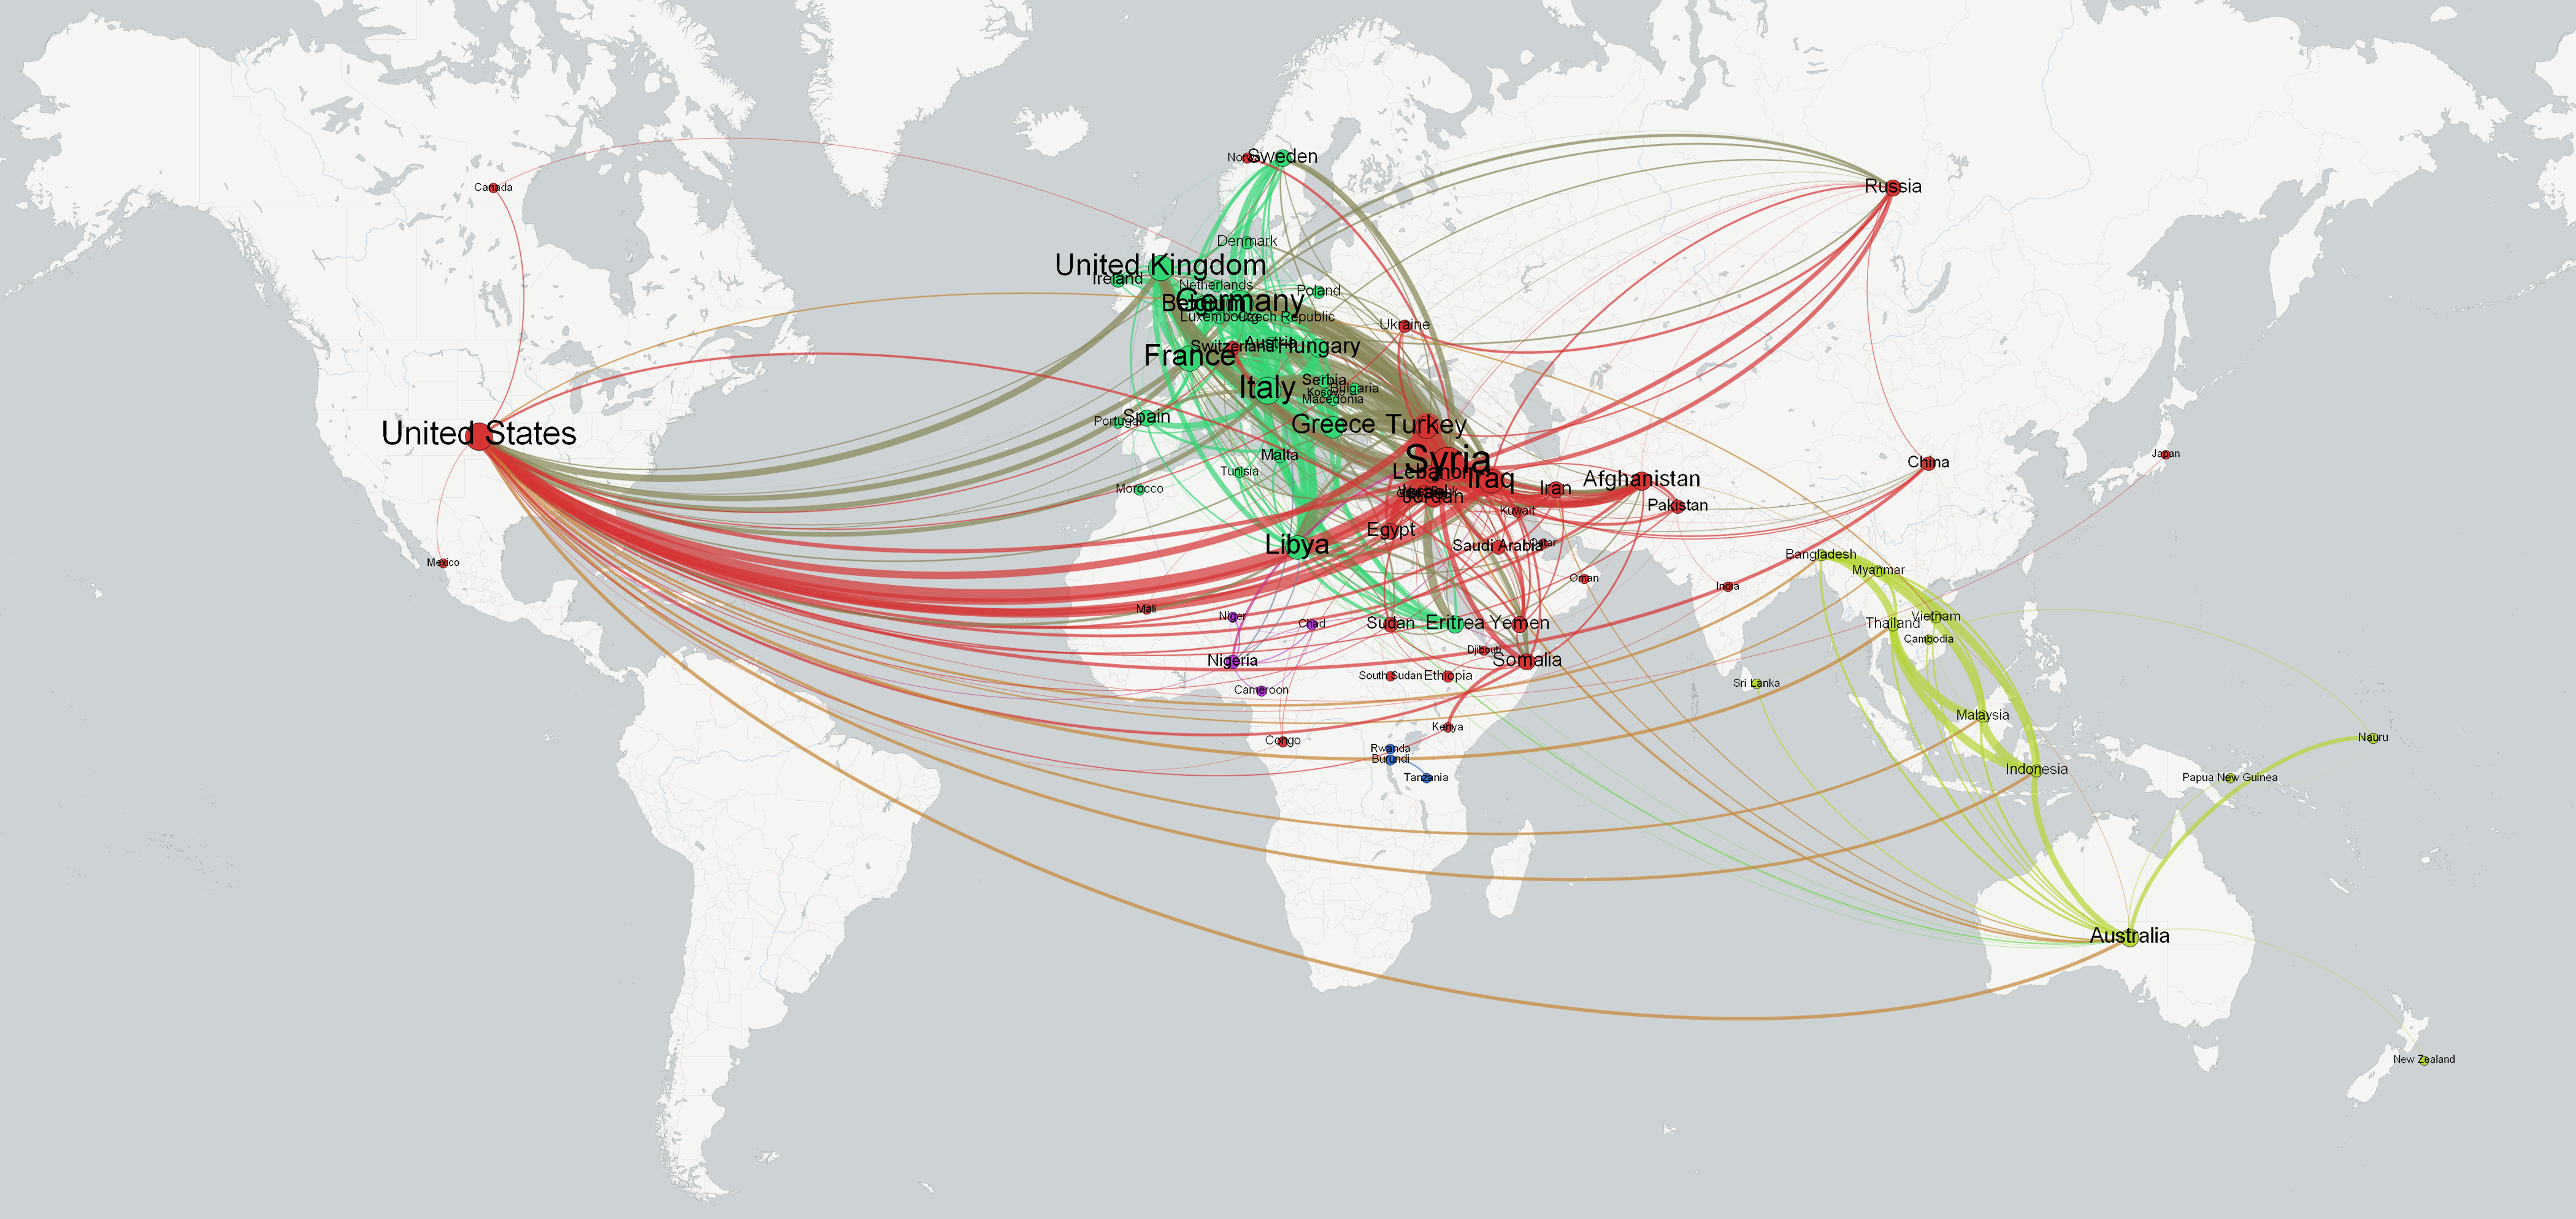 Norway
Sweden
Canada
Russia
Denmark
United Kingdom
Ireland
Netherlands
Poland
Belgium
Germany
Luxembourg
Czech Republic
Ukraine
Austria
Switzerland
Hungary
France
Serbia
Italy
Bulgaria
Kosovo
Macedonia
Spain
Portugal
Greece
Turkey
United States
Malta
Japan
Syria
China
Tunisia
Lebanon
Iraq
Afghanistan
Morocco
Iran
Jordan
Pakistan
Kuwait
Egypt
Libya
Saudi Arabia
Qatar
Bangladesh
Mexico
Myanmar
Oman
India
Mali
Niger
Chad
Sudan
Eritrea
Yemen
Vietnam
Thailand
Cambodia
Djibouti
Nigeria
Somalia
South Sudan
Ethiopia
Sri Lanka
Cameroon
Malaysia
Kenya
Congo
Nauru
Rwanda
Burundi
Indonesia
Tanzania
Papua New Guinea
Australia
New Zealand